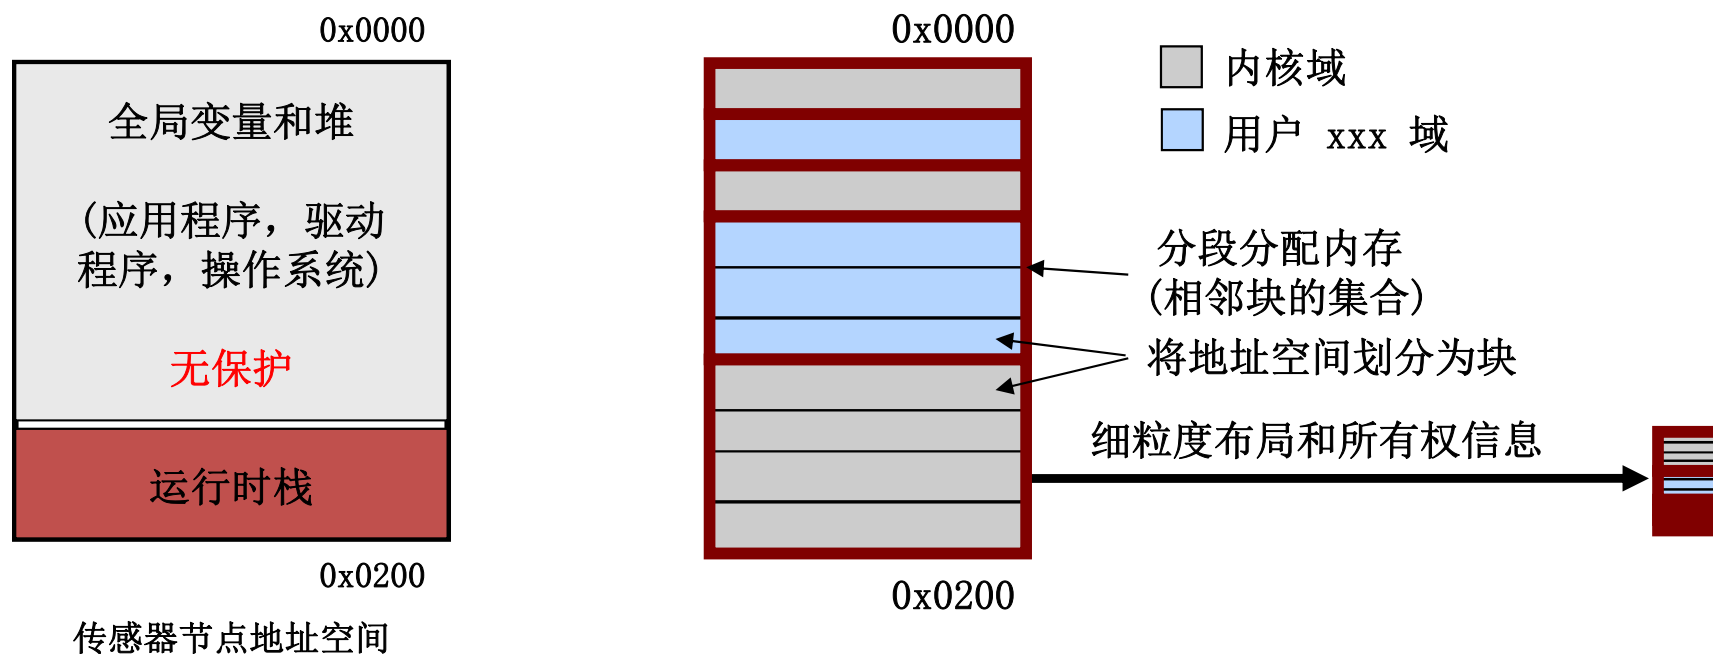 0x0000
全局变量和堆
(应用程序，驱动
程序，操作系统)
无保护
运行时栈
0x0200
传感器节点地址空间
0x0000
0x0200
内核域
用户 xxx 域
分段分配内存
(相邻块的集合)
将地址空间划分为块
细粒度布局和所有权信息